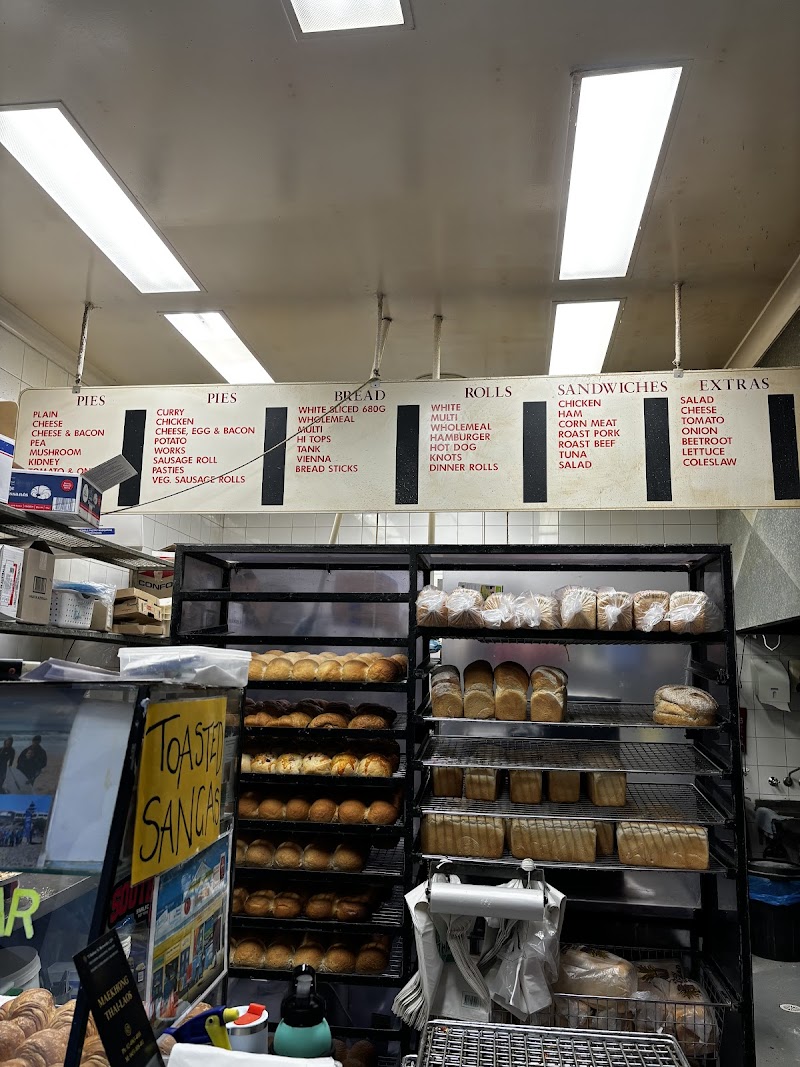 PIES
PLAIN
CHEESE
CHEESE & BACON
PEA
MUSHROOM
KIDNEY
PIES
CURRY
CHICKEN
CHEESE, EGG & BACON
POTATO
WORKS
SAUSAGE ROLL
PASTIES
VEG. SAUSAGE ROLLS
BREAD
WHITE SLICED 680G
WHOLEMEAL
MULTI
HI TOPS
TANK
VIENNA
BREAD STICKS
ROLLS
WHITE
MULTI
WHOLEMEAL
HAMBURGER
HOT DOG
KNOTS
DINNER ROLLS
SANDWICHES
CHICKEN
HAM
CORN MEAT
ROAST PORK
ROAST BEEF
TUNA
SALAD
EXTRAS
SALAD
CHEESE
TOMATO
ONION
BEETROOT
LETTUCE
COLESLAW
TOASTED
SANGAS
MAEKHONG
THAI-LAOS